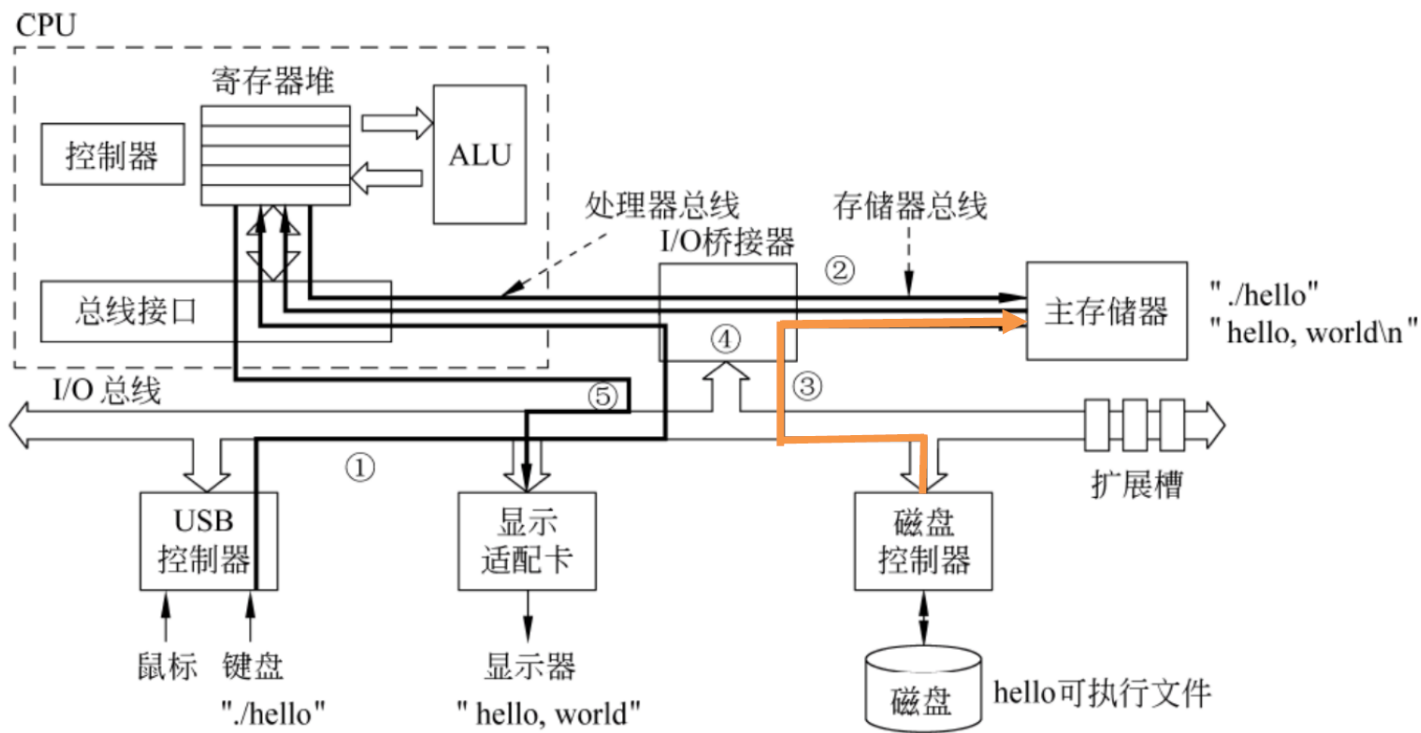 CPU
寄存器堆
控制器
ALU
处理器总线
存储器总线
I/O桥接器
②
总线接口
主存储器
"./hello"
"hello, world\n"
④
I/O 总线
⑤
③
①
扩展槽
USB
控制器
显示
适配卡
磁盘
控制器
鼠标
键盘
显示器
"./hello"
"hello, world"
磁盘
hello可执行文件